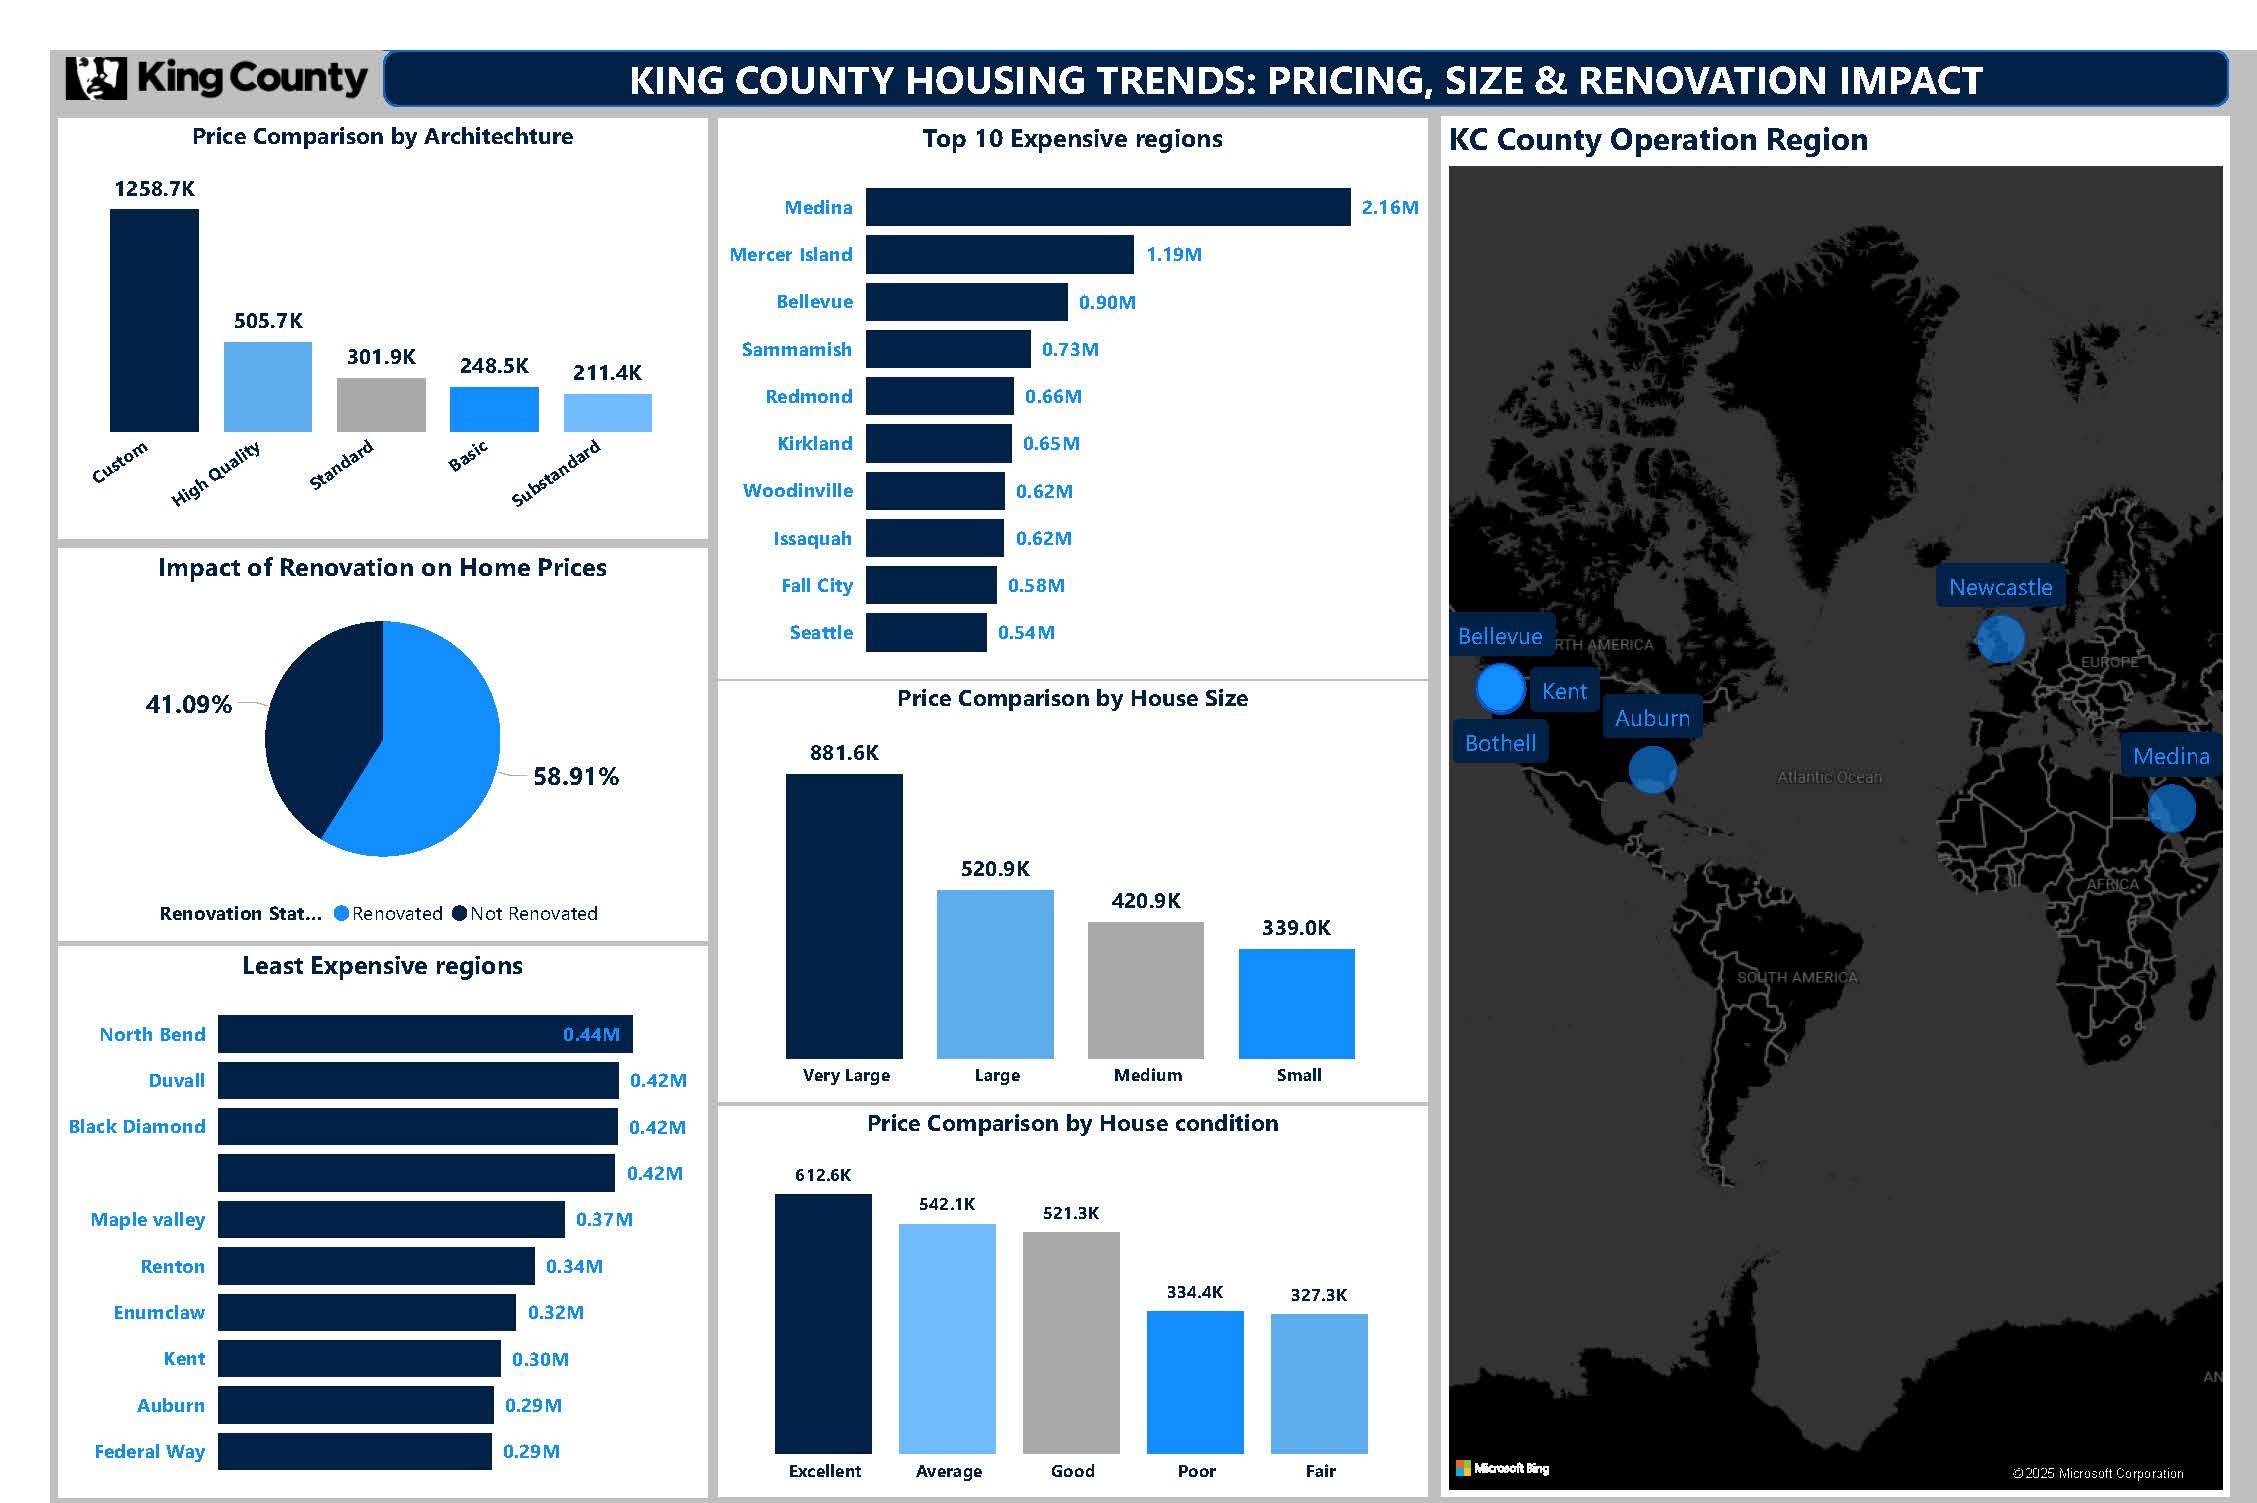 King County
KING COUNTY HOUSING TRENDS: PRICING, SIZE & RENOVATION IMPACT
Price Comparison by Architechture
1258.7K
505.7K
301.9K
248.5K
211.4K
Custom
High Quality
Standard
Basic
Substandard
Impact of Renovation on Home Prices
41.09%
58.91%
Renovation Stat... Renovated Not Renovated
Least Expensive regions
North Bend 0.44M
Duvall 0.42M
Black Diamond 0.42M
0.42M
Maple valley 0.37M
Renton 0.34M
Enumclaw 0.32M
Kent 0.30M
Auburn 0.29M
Federal Way 0.29M
Top 10 Expensive regions
Medina 2.16M
Mercer Island 1.19M
Bellevue 0.90M
Sammamish 0.73M
Redmond 0.66M
Kirkland 0.65M
Woodinville 0.62M
Issaquah 0.62M
Fall City 0.58M
Seattle 0.54M
Price Comparison by House Size
881.6K
520.9K
420.9K
339.0K
Very Large
Large
Medium
Small
Price Comparison by House condition
612.6K
542.1K
521.3K
334.4K
327.3K
Excellent
Average
Good
Poor
Fair
KC County Operation Region
Newcastle
Bellevue
RTH AMERICA
EUROPE
Kent
Auburn
Bothell
Medina
Atlantic Ocean
AFRICA
SOUTH AMERICA
AN
Microsoft Bing
© 2025 Microsoft Corporation